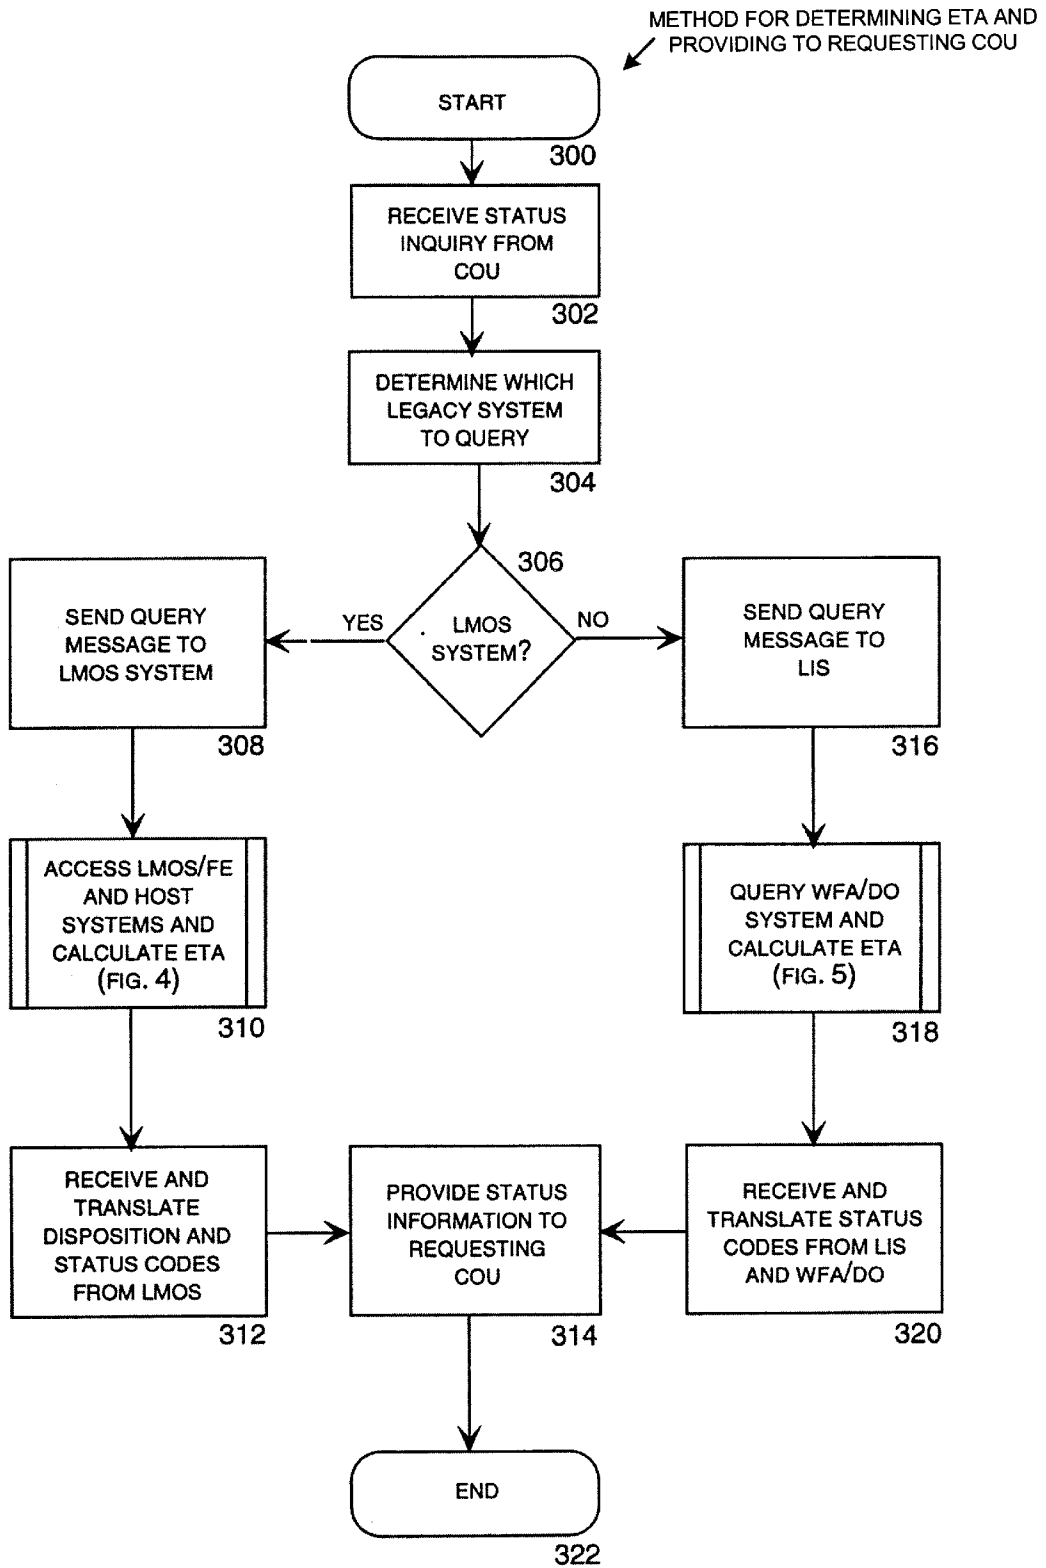 METHOD FOR DETERMINING ETA AND
PROVIDING TO REQUESTING COU
START
300
RECEIVE STATUS
INQUIRY FROM
COU
302
DETERMINE WHICH
LEGACY SYSTEM
TO QUERY
304
306
LMOS
SYSTEM?
YES
NO
SEND QUERY
MESSAGE TO
LMOS SYSTEM
308
SEND QUERY
MESSAGE TO
LIS
316
ACCESS LMOS/FE
AND HOST
SYSTEMS AND
CALCULATE ETA
(FIG. 4)
310
QUERY WFA/DO
SYSTEM AND
CALCULATE ETA
(FIG. 5)
318
RECEIVE AND
TRANSLATE
DISPOSITION AND
STATUS CODES
FROM LMOS
312
PROVIDE STATUS
INFORMATION TO
REQUESTING
COU
314
RECEIVE AND
TRANSLATE STATUS
CODES FROM LIS
AND WFA/DO
320
END
322